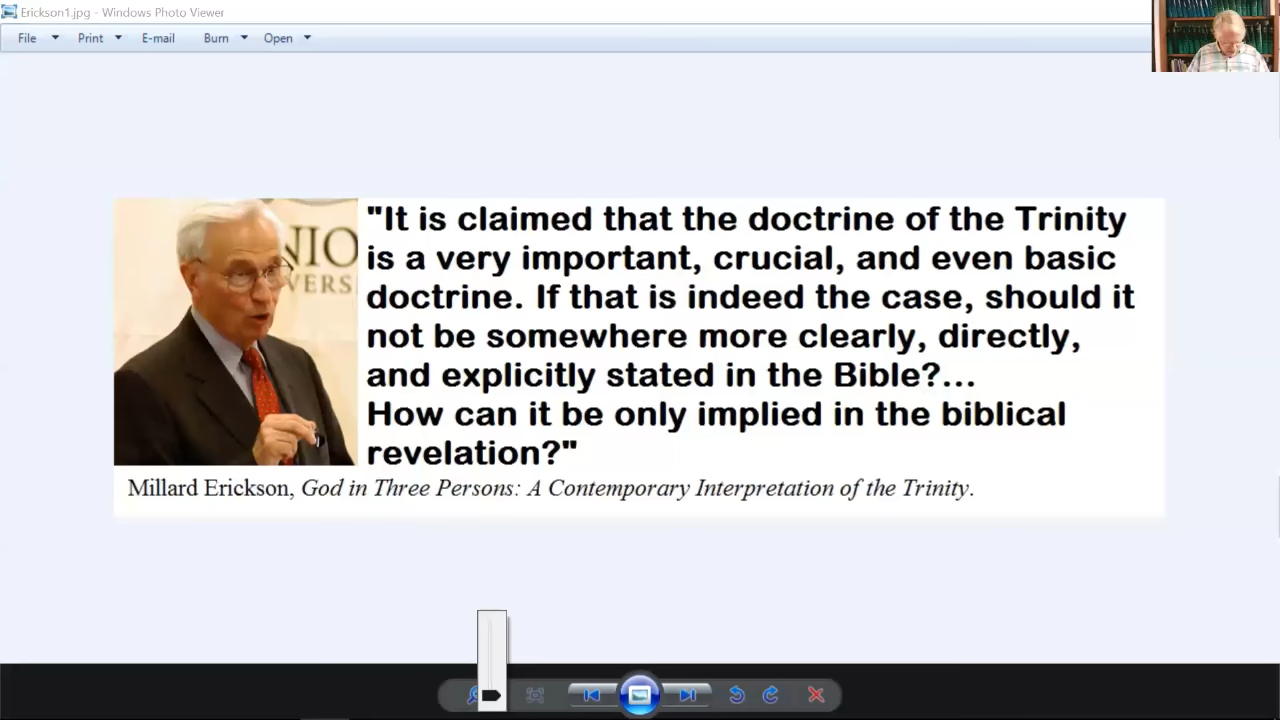 Erickson1.jpg - Windows Photo Viewer
File Print E-mail Burn Open
NIO
VERS
"It is claimed that the doctrine of the Trinity
is a very important, crucial, and even basic
doctrine. If that is indeed the case, should it
not be somewhere more clearly, directly,
and explicitly stated in the Bible?...
How can it be only implied in the biblical
revelation?"
Millard Erickson, God in Three Persons: A Contemporary Interpretation of the Trinity.